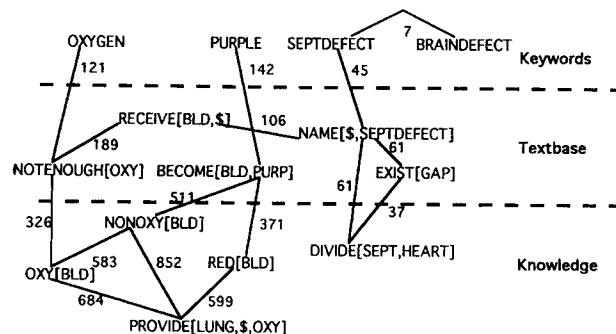 7
OXYGEN PURPLE SEPTDEFECT BRAINDEFECT Keywords
121 142 45
RECEIVE[BLD,$] 106 NAME[$,SEPTDEFECT]
189 61 Textbase
NOTENOUGH[OXY] BECOME[BLD,PURP] EXIST[GAP]
511 61 37
326 NONOXY[BLD] 371
DIVIDE[SEPT,HEART]
OXY[BLD] 583 852 RED[BLD] Knowledge
684 599
PROVIDE[LUNG,$,OXY]